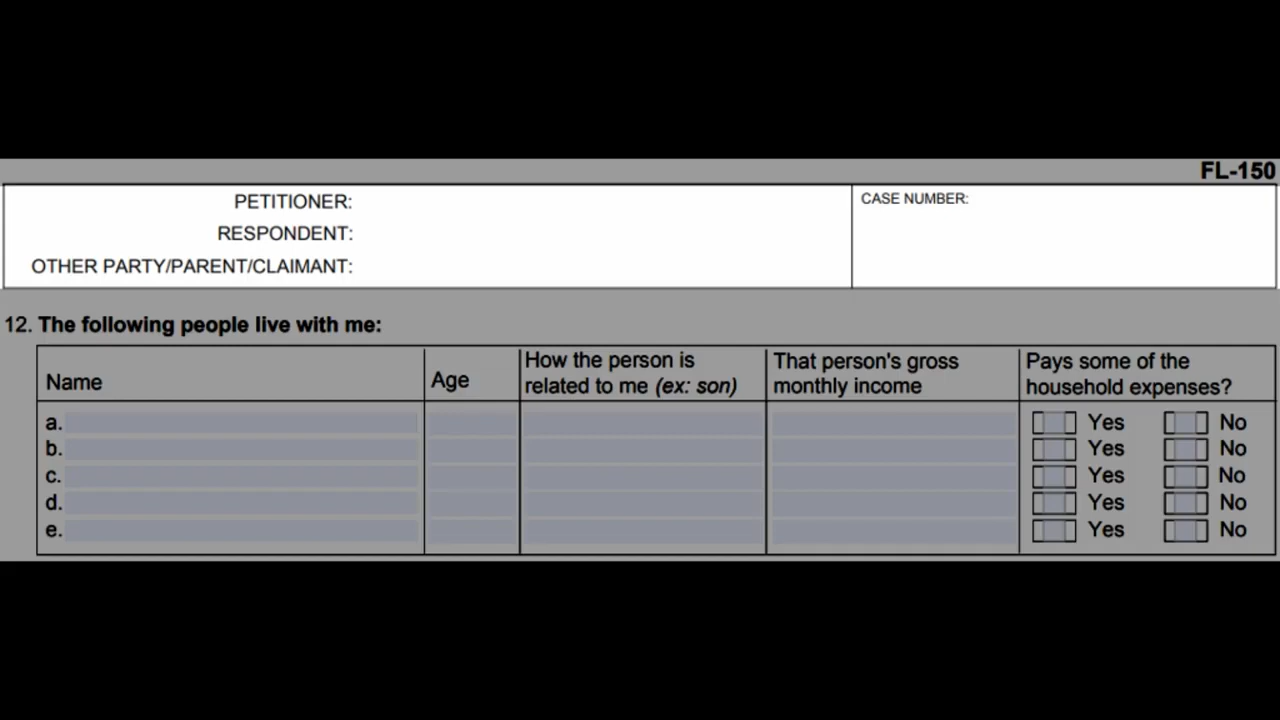 FL-150
PETITIONER:
CASE NUMBER:
RESPONDENT:
OTHER PARTY/PARENT/CLAIMANT:
12. The following people live with me:
Name
Age
How the person is
related to me (ex: son)
That person's gross
monthly income
Pays some of the
household expenses?
a. Yes No
b. Yes No
c. Yes No
d. Yes No
e. Yes No